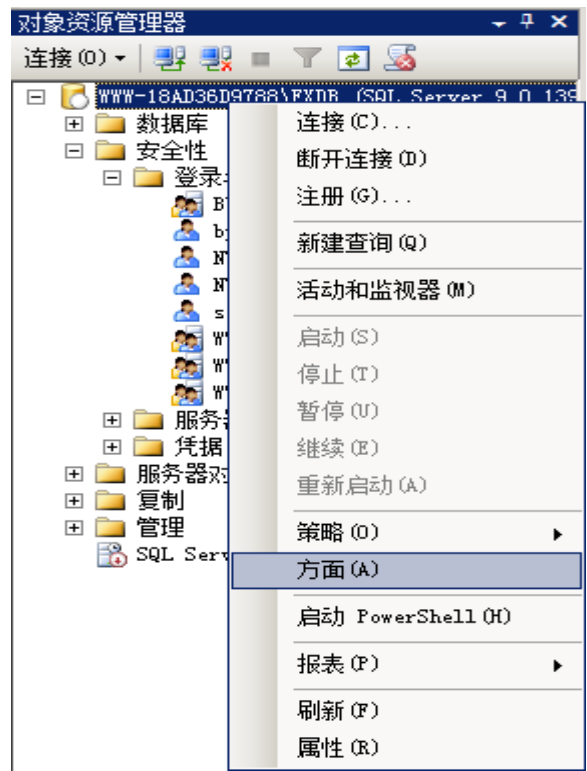 对象资源管理器
连接(O)
WWW-18AD36D9788\FXDB (SQL Server 9.0.139
数据库
安全性
登录
服务
凭据
服务器对
复制
管理
SQL Serv
连接(C)...
断开连接(D)
注册(G)...
新建查询(Q)
活动和监视器(M)
启动(S)
停止(T)
暂停(U)
继续(E)
重新启动(A)
策略(O)
方面(A)
启动 PowerShell(H)
报表(P)
刷新(F)
属性(R)